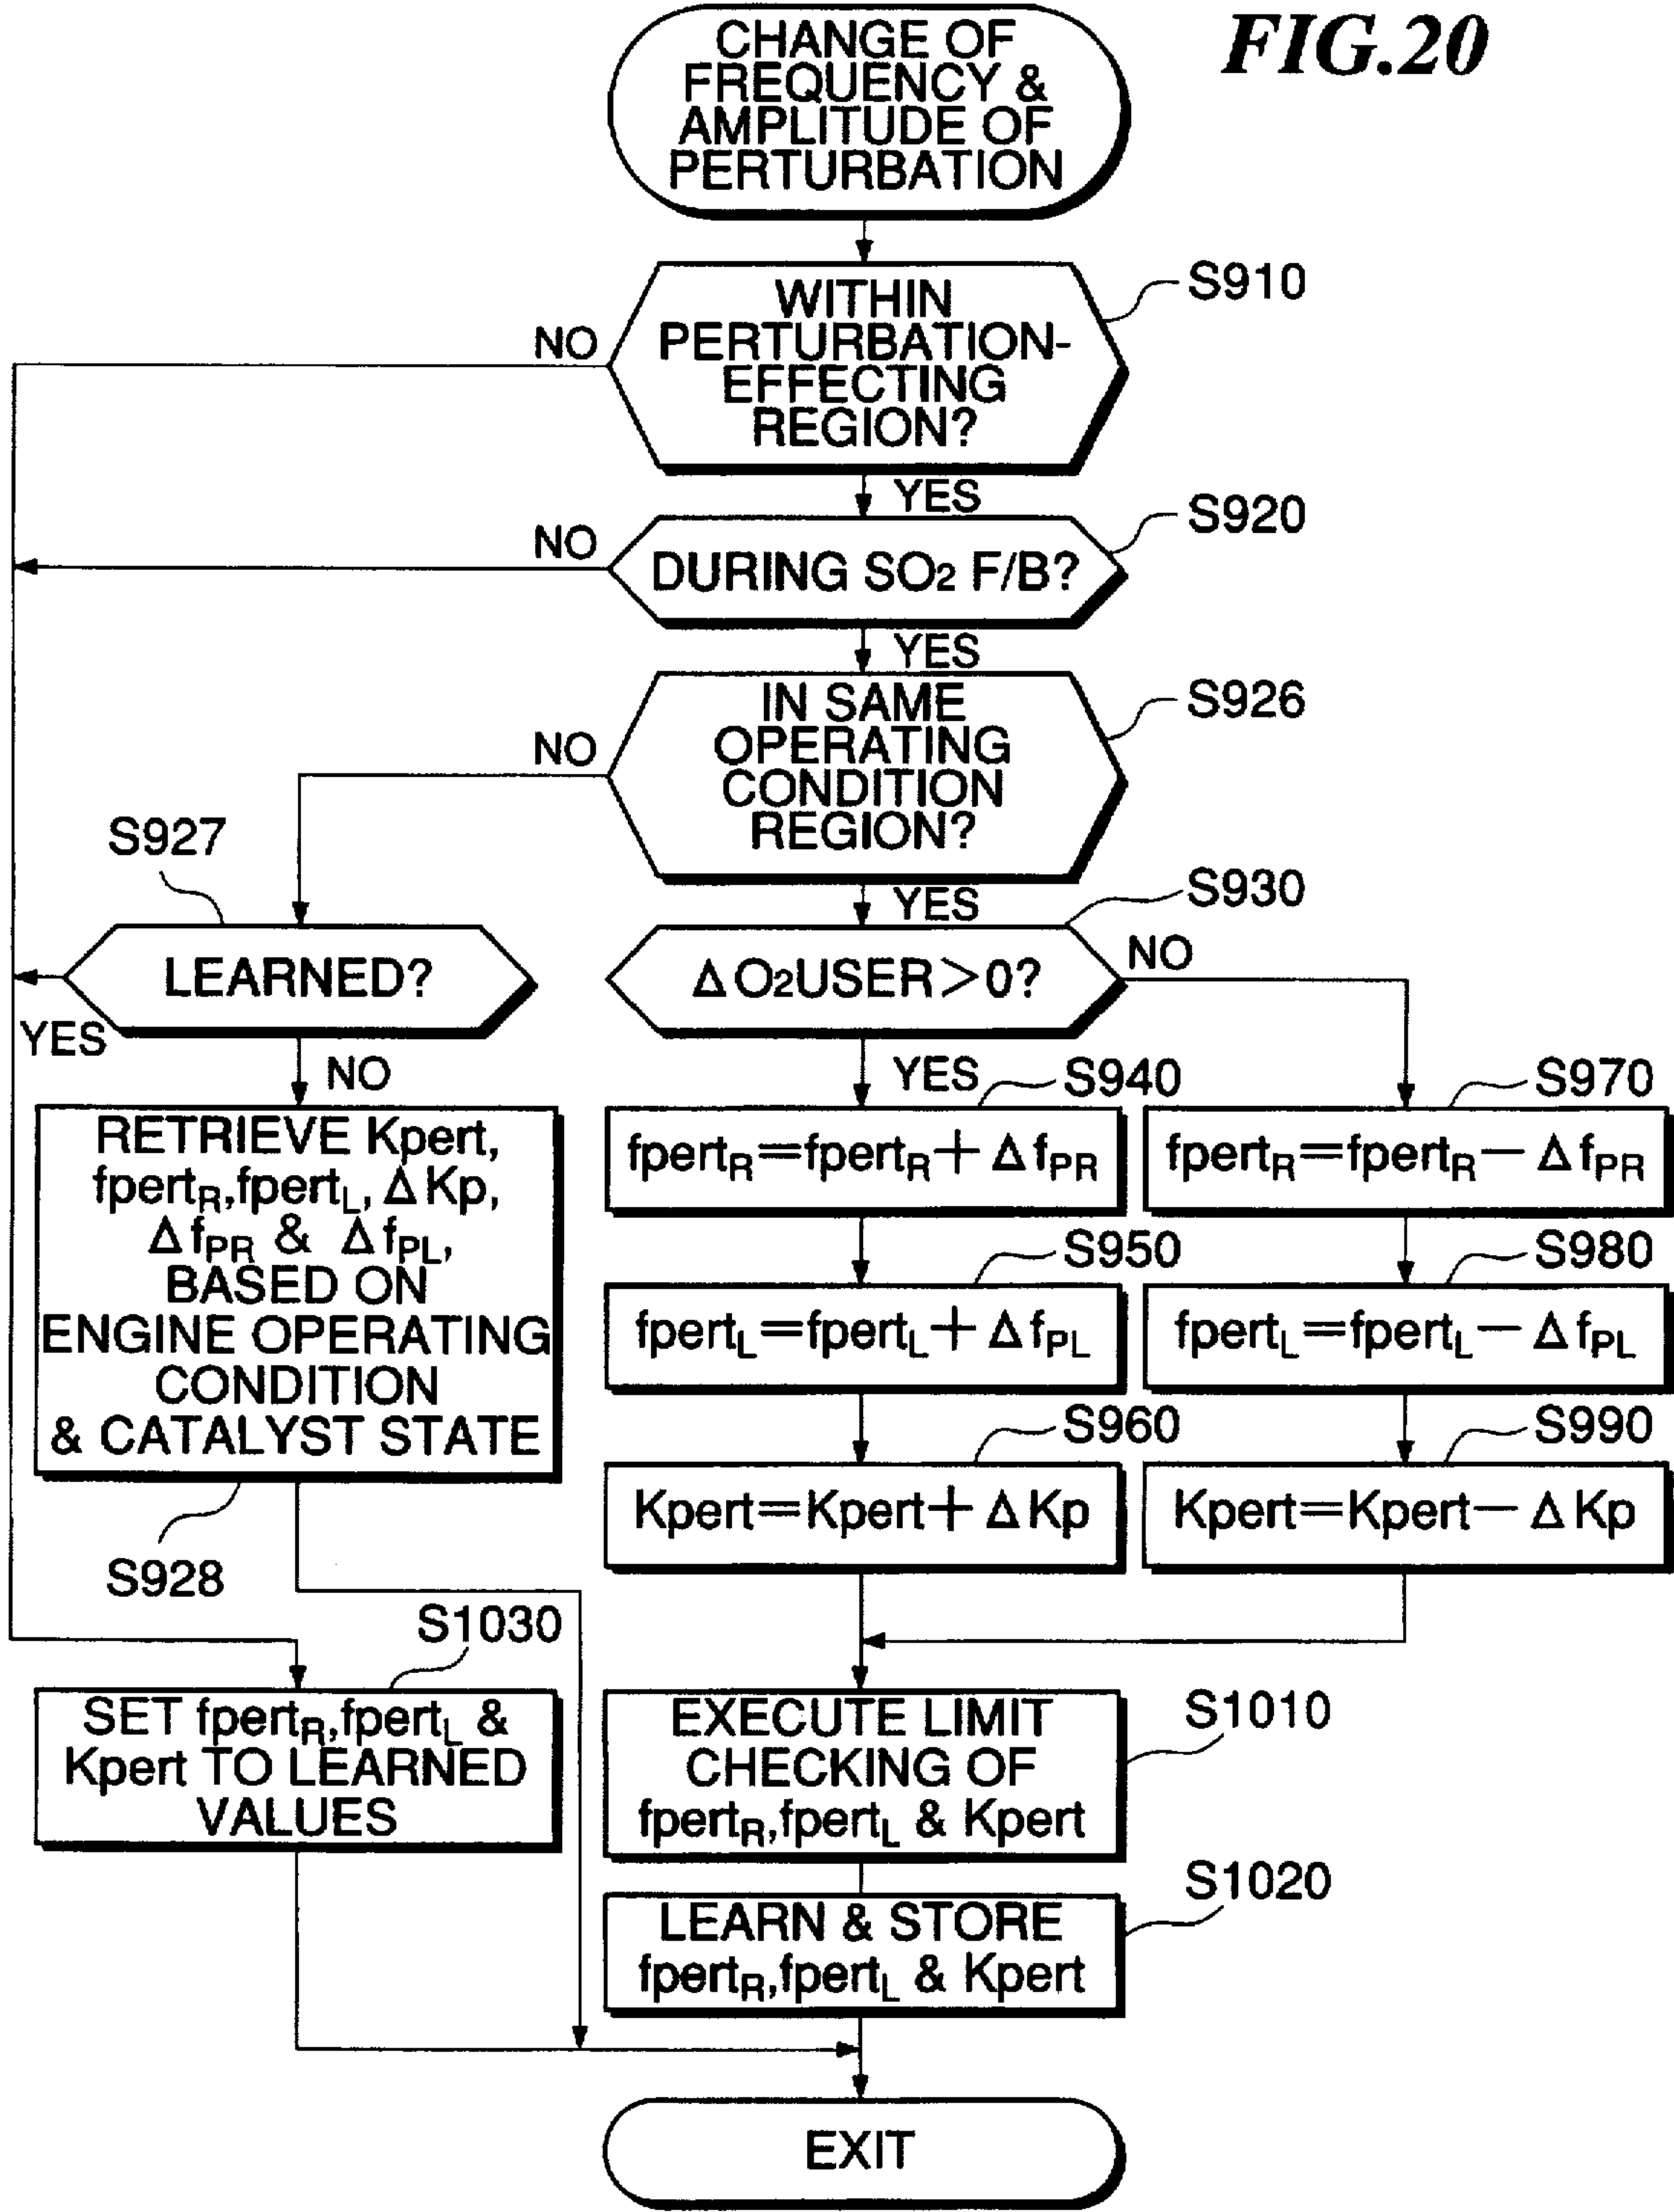 FIG.20
CHANGE OF
FREQUENCY &
AMPLITUDE OF
PERTURBATION
S910
WITHIN
PERTURBATION-
EFFECTING
REGION?
NO
YES
S920
DURING SO₂ F/B?
NO
YES
S926
IN SAME
OPERATING
CONDITION
REGION?
NO
YES
S927
LEARNED?
YES
NO
S930
ΔO₂USER>0?
NO
YES
RETRIEVE Kpert,
fpertR,fpertL, ΔKp,
ΔfPR & ΔfPL,
BASED ON
ENGINE OPERATING
CONDITION
& CATALYST STATE
S928
S940
fpertR=fpertR+ΔfPR
S970
fpertR=fpertR−ΔfPR
S950
fpertL=fpertL+ΔfPL
S980
fpertL=fpertL−ΔfPL
S960
Kpert=Kpert+ΔKp
S990
Kpert=Kpert−ΔKp
S1030
SET fpertR,fpertL &
Kpert TO LEARNED
VALUES
S1010
EXECUTE LIMIT
CHECKING OF
fpertR,fpertL & Kpert
S1020
LEARN & STORE
fpertR,fpertL & Kpert
EXIT